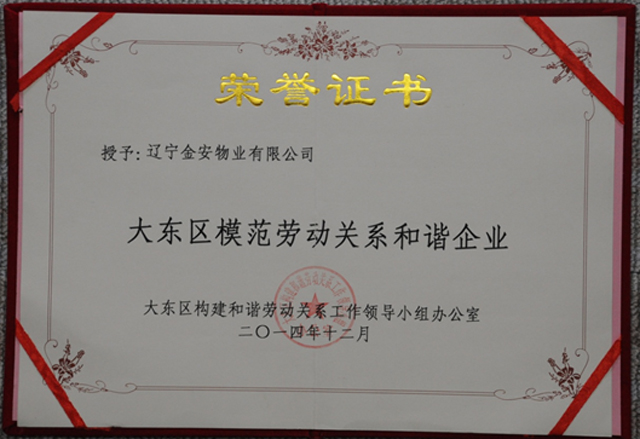 荣誉证书
授予:辽宁金安物业有限公司
大东区模范劳动关系和谐企业
大东区构建和谐劳动关系工作领导小组办公室
二〇一四年十二月